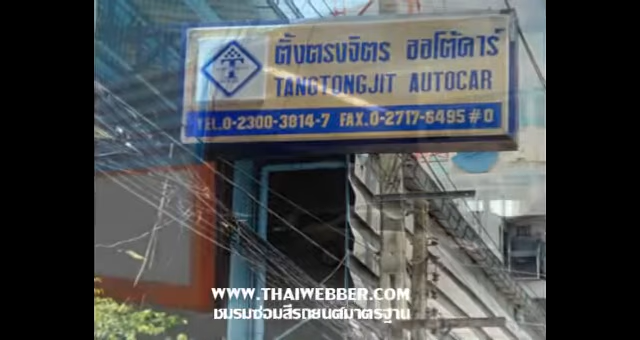 ตั้งตรงจิตร ออโต้คาร์
TANGTONGJIT AUTOCAR
TEL.0-2300-3814-7 FAX.0-2717-6495#0
WWW.THAIWEBBER.COM
ชมรมซ่อมสีรถยนต์มาตรฐาน